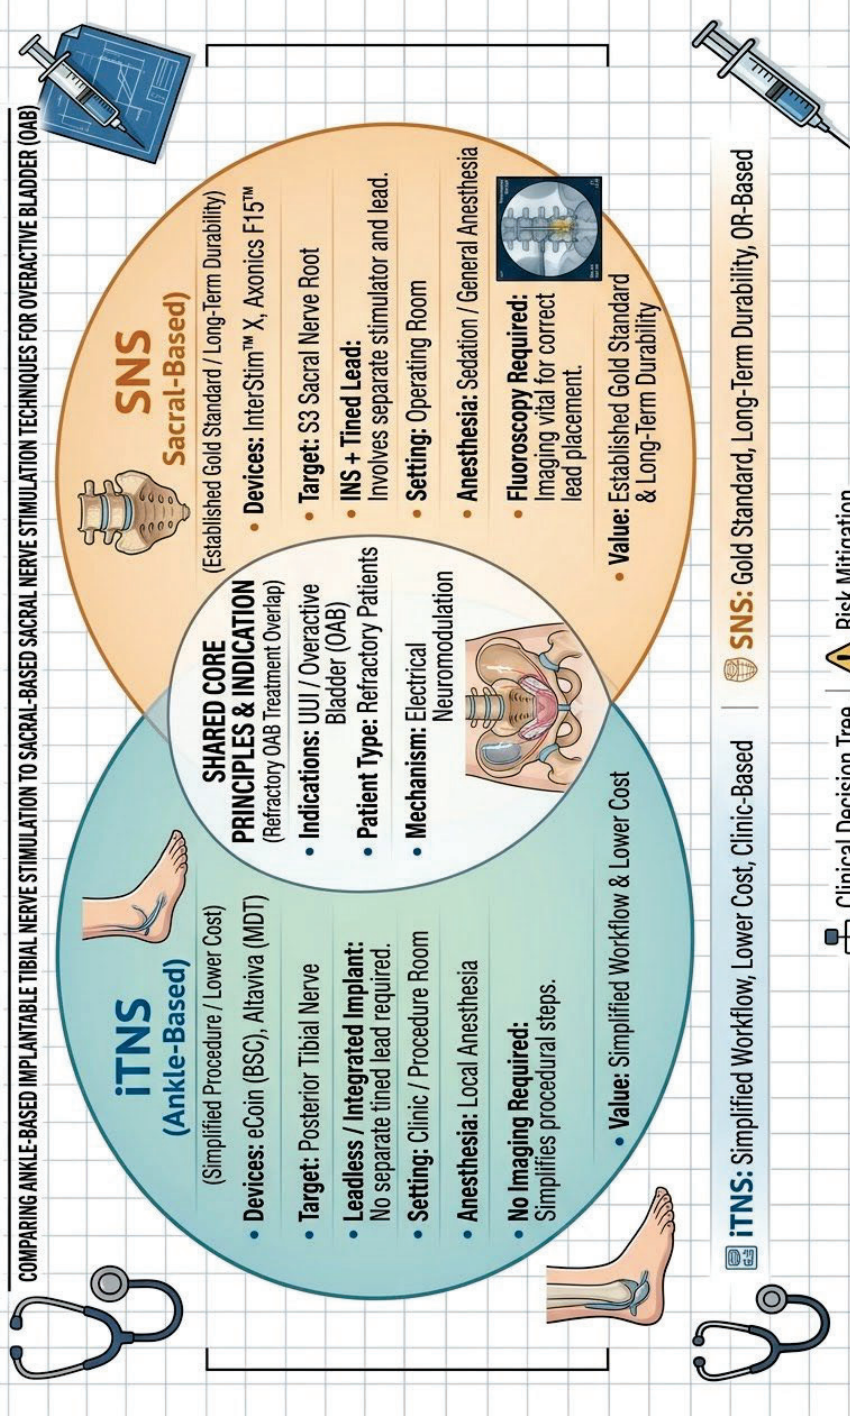 COMPARING ANKLE-BASED IMPLANTABLE TIBIAL NERVE STIMULATION TO SACRAL-BASED SACRAL NERVE STIMULATION TECHNIQUES FOR OVERACTIVE BLADDER (OAB)
iTNS
(Ankle-Based)
(Simplified Procedure / Lower Cost)
• Devices: eCoin (BSC), Altaviva (MDT)
• Target: Posterior Tibial Nerve
• Leadless / Integrated Implant:
No separate tined lead required.
• Setting: Clinic / Procedure Room
• Anesthesia: Local Anesthesia
• No Imaging Required:
Simplifies procedural steps.
• Value: Simplified Workflow & Lower Cost
SHARED CORE
PRINCIPLES & INDICATION
(Refractory OAB Treatment Overlap)
• Indications: UUI / Overactive
Bladder (OAB)
• Patient Type: Refractory Patients
• Mechanism: Electrical
Neuromodulation
SNS
Sacral-Based)
(Established Gold Standard / Long-Term Durability)
• Devices: InterStim™ X, Axonics F15™
• Target: S3 Sacral Nerve Root
• INS + Tined Lead:
Involves separate stimulator and lead.
• Setting: Operating Room
• Anesthesia: Sedation / General Anesthesia
• Fluoroscopy Required:
Imaging vital for correct
lead placement.
• Value: Established Gold Standard
& Long-Term Durability
iTNS: Simplified Workflow, Lower Cost, Clinic-Based
SNS: Gold Standard, Long-Term Durability, OR-Based
Clinical Decision Tree
Risk Mitigation